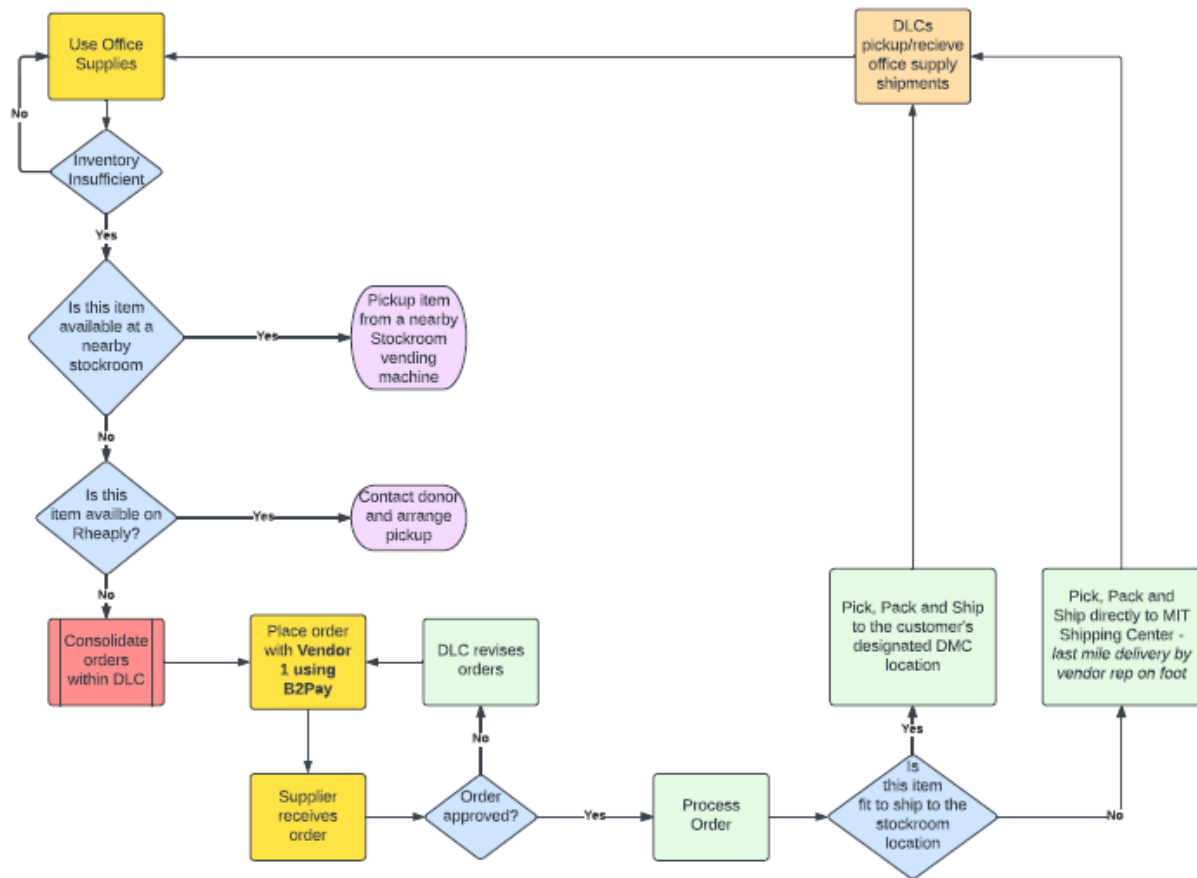 Use Office
Supplies
DLCs
pickup/recieve
office supply
shipments
No
Inventory
Insufficient
Yes
Is this item
available at a
nearby
stockroom
Yes
Pickup item
from a nearby
Stockroom
vending
machine
No
Is this
item availble on
Rheaply?
Yes
Contact donor
and arrange
pickup
No
Consolidate
orders
within DLC
Place order
with Vendor
1 using
B2Pay
DLC revises
orders
No
Supplier
receives
order
Order
approved?
Yes
Process
Order
Pick, Pack and Ship
to the customer's
designated DMC
location
Yes
Is
this item
fit to ship to the
stockroom
location
No
Pick, Pack and
Ship directly to MIT
Shipping Center -
last mile delivery by
vendor rep on foot